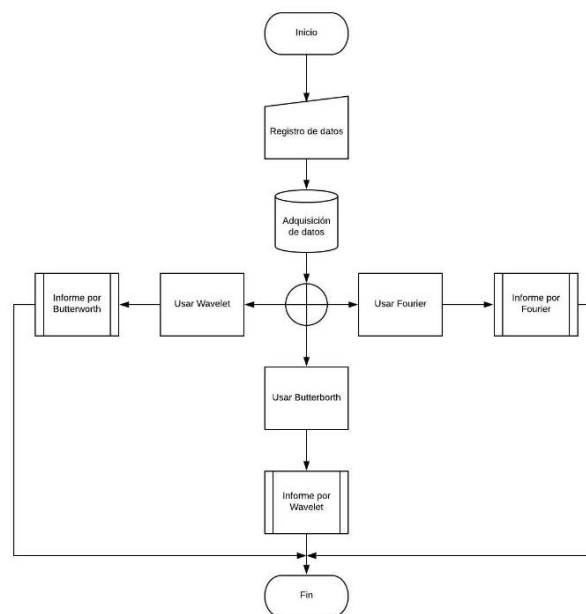 Inicio
Registro de datos
Adquisición
de datos
Informe por
Butterworth
Usar Wavelet
Usar Fourier
Informe por
Fourier
Usar Butterborth
Informe por
Wavelet
Fin